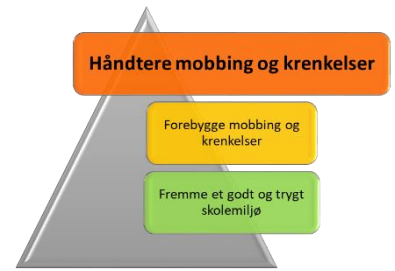 Håndtere mobbing og krenkelser
Forebygge mobbing og
krenkelser
Fremme et godt og trygt
skolemiljø